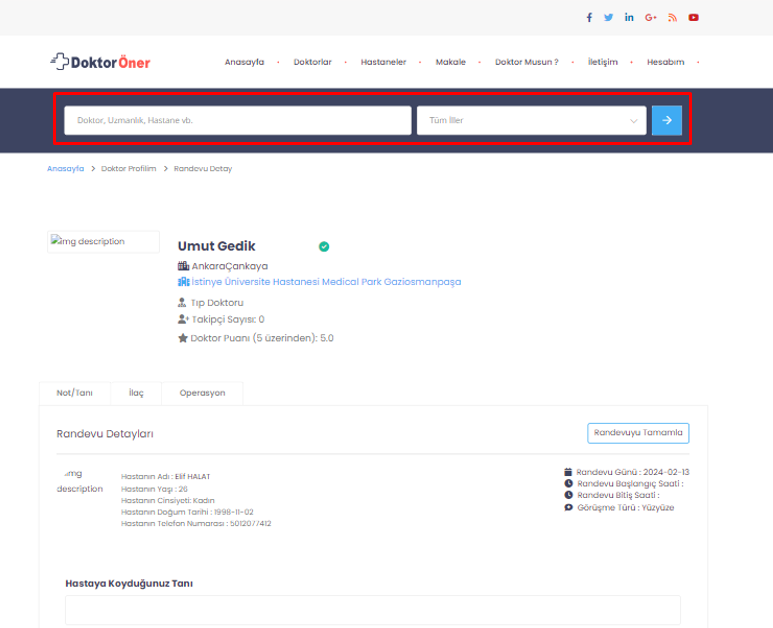 G+
DoktorÖner
Anasayfa · Doktorlar · Hastaneler · Makale · Doktor Musun ? · İletişim · Hesabım ·
Doktor, Uzmanlık, Hastane vb.
Tüm İller
Anasayfa > Doktor Profilim > Randevu Detay
img description
Umut Gedik
AnkaraÇankaya
İstinye Üniversite Hastanesi Medical Park Gaziosmanpaşa
Tıp Doktoru
Takipçi Sayısı: 0
Doktor Puanı (5 üzerinden): 5.0
Not/Tanı İlaç Operasyon
Randevu Detayları
Randevuyu Tamamla
img
description
Hastanın Adı : Elif HALAT
Hastanın Yaşı : 26
Hastanın Cinsiyeti: Kadın
Hastanın Doğum Tarihi : 1998-11-02
Hastanın Telefon Numarası : 5012077412
Randevu Günü : 2024-02-13
Randevu Başlangıç Saati :
Randevu Bitiş Saati :
Görüşme Türü : Yüzyüze
Hastaya Koyduğunuz Tanı